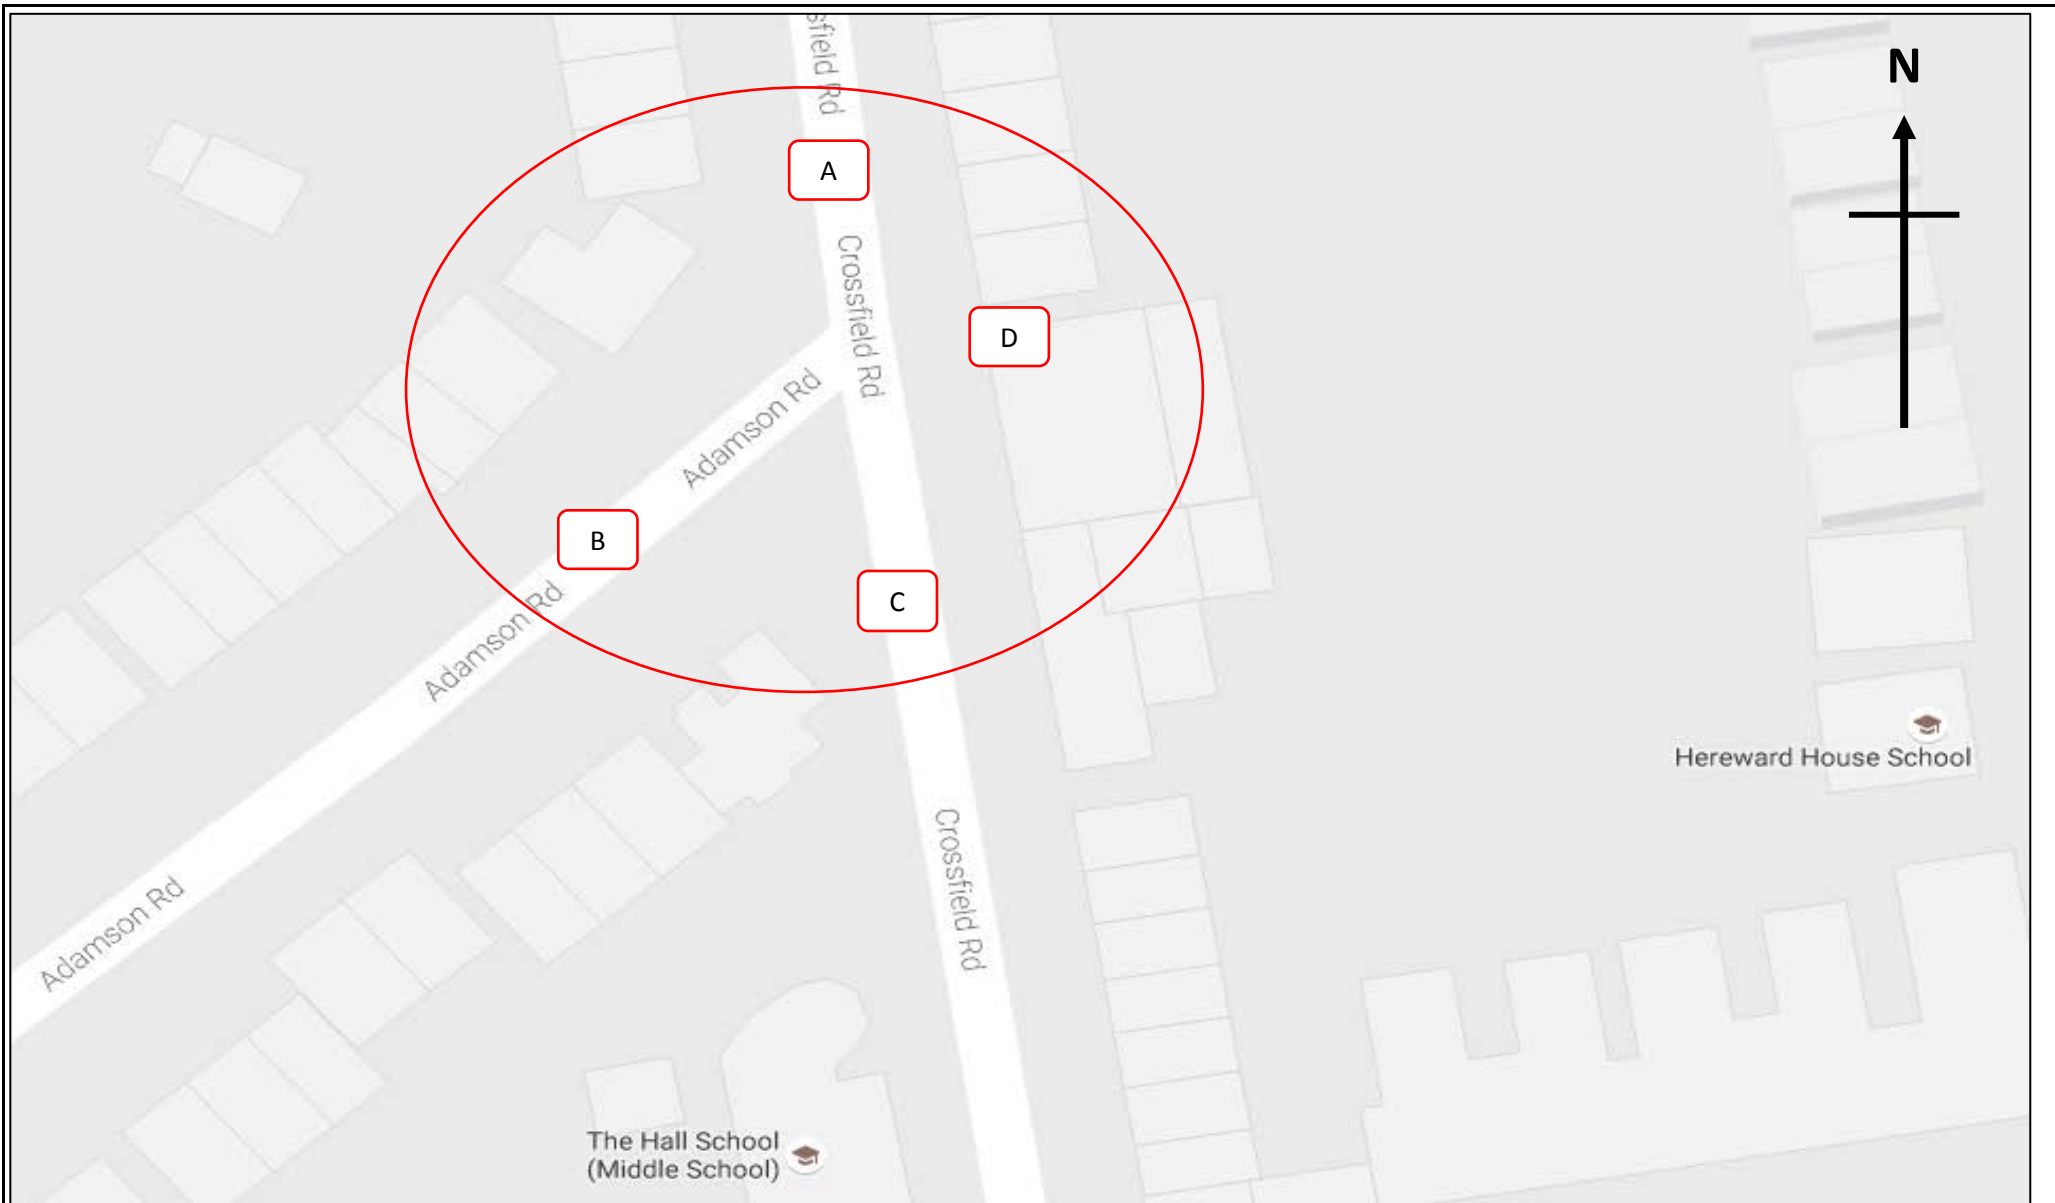 sfield Rd
N
A
Crossfield Rd
D
Adamson Rd
B
Adamson Rd
C
Hereward House School
Crossfield Rd
Adamson Rd
The Hall School
(Middle School)